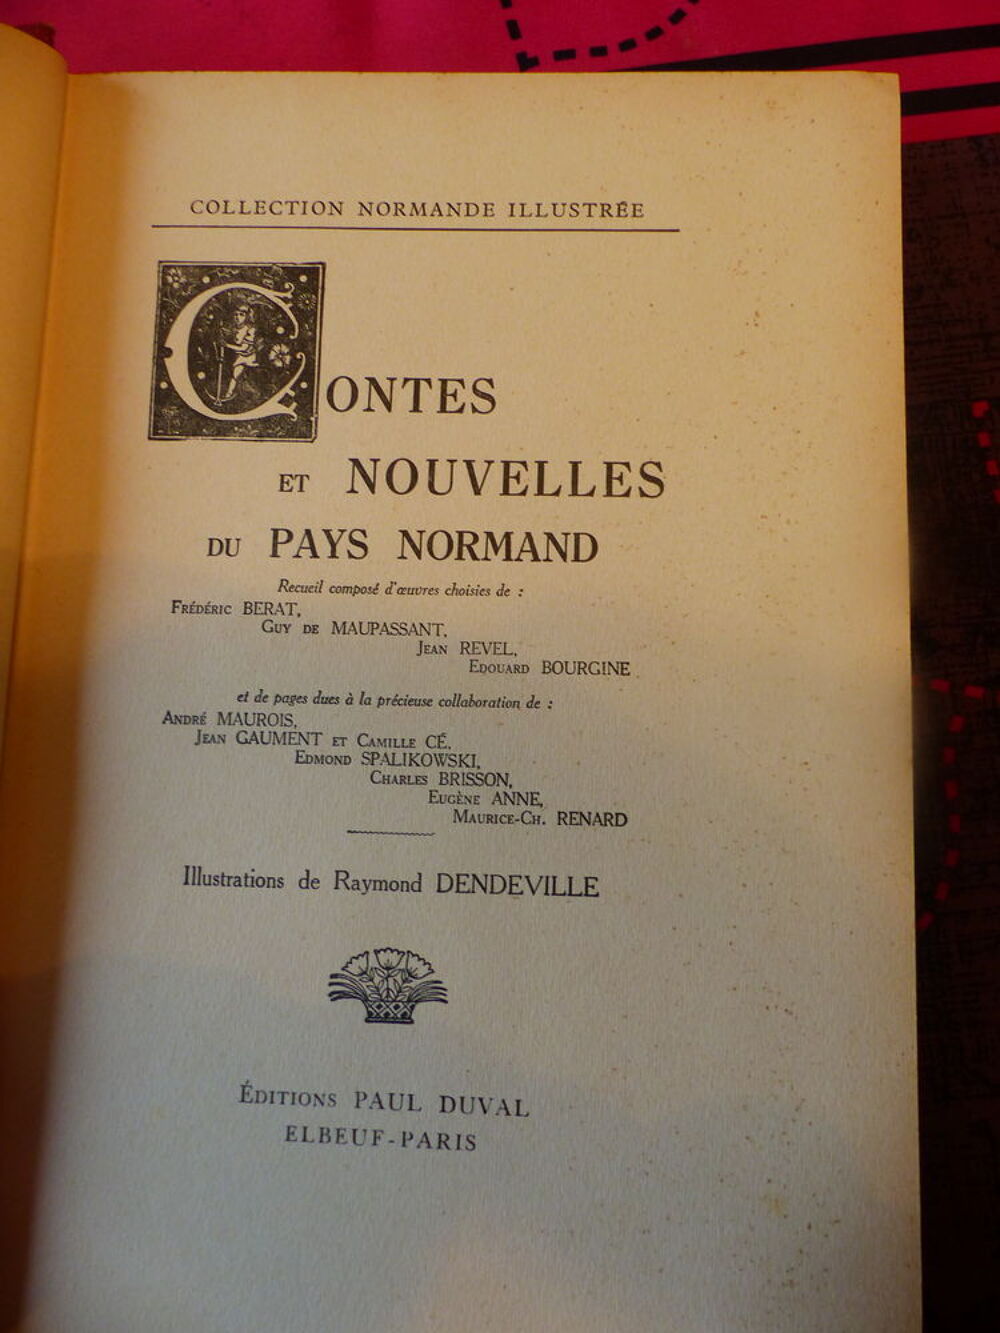 COLLECTION NORMANDE ILLUSTRÉE
CONTES
ET NOUVELLES
DU PAYS NORMAND
Recueil composé d'œuvres choisies de :
FRÉDÉRIC BERAT,
GUY DE MAUPASSANT,
JEAN REVEL,
EDOUARD BOURGINE
et de pages dues à la précieuse collaboration de :
ANDRÉ MAUROIS,
JEAN GAUMENT ET CAMILLE CÉ,
EDMOND SPALIKOWSKI,
CHARLES BRISSON,
EUGÈNE ANNE,
MAURICE-CH. RENARD
Illustrations de Raymond DENDEVILLE
ÉDITIONS PAUL DUVAL
ELBEUF-PARIS